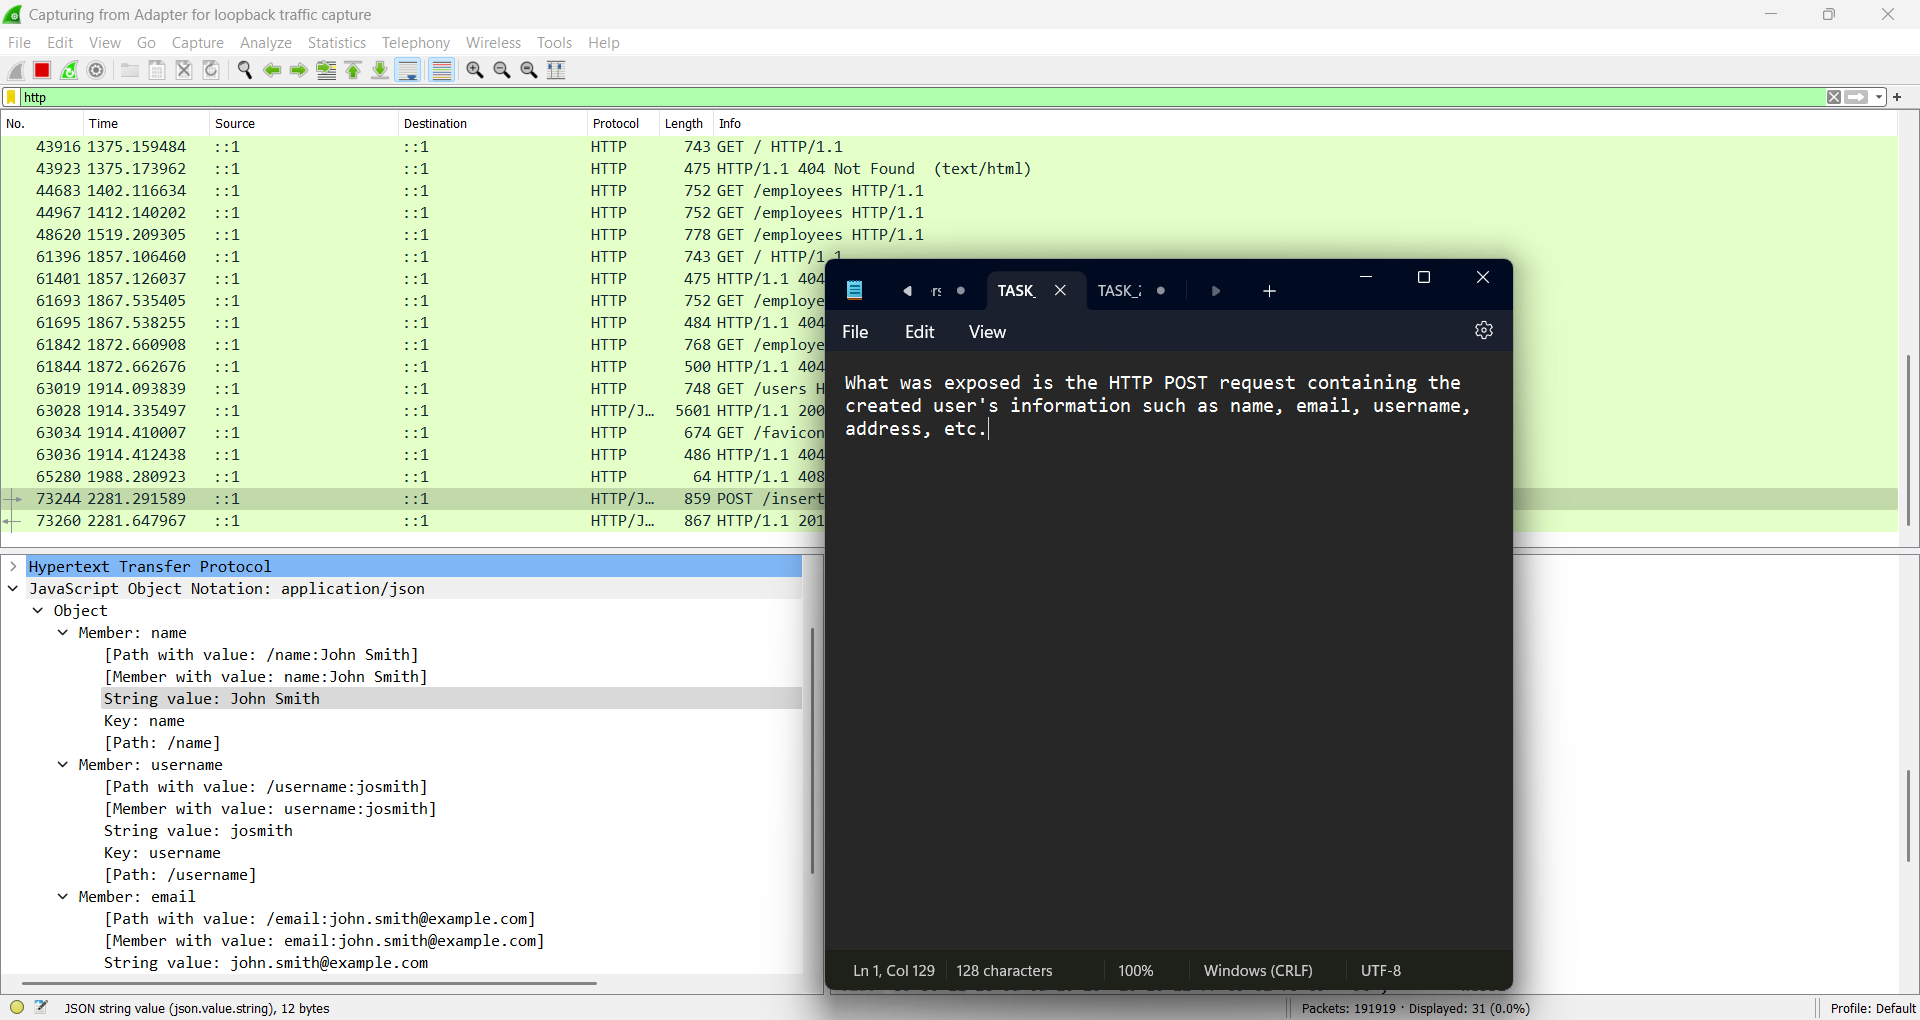 Capturing from Adapter for loopback traffic capture
File Edit View Go Capture Analyze Statistics Telephony Wireless Tools Help
http
No. Time Source Destination Protocol Length Info
43916 1375.159484 ::1 ::1 HTTP 743 GET / HTTP/1.1
43923 1375.173962 ::1 ::1 HTTP 475 HTTP/1.1 404 Not Found (text/html)
44683 1402.116634 ::1 ::1 HTTP 752 GET /employees HTTP/1.1
44967 1412.140202 ::1 ::1 HTTP 752 GET /employees HTTP/1.1
48620 1519.209305 ::1 ::1 HTTP 778 GET /employees HTTP/1.1
61396 1857.106460 ::1 ::1 HTTP 743 GET / HTTP/1.1
61401 1857.126037 ::1 ::1 HTTP 475 HTTP/1.1 404
61693 1867.535405 ::1 ::1 HTTP 752 GET /employe
61695 1867.538255 ::1 ::1 HTTP 484 HTTP/1.1 404
61842 1872.660908 ::1 ::1 HTTP 768 GET /employe
61844 1872.662676 ::1 ::1 HTTP 500 HTTP/1.1 404
63019 1914.093839 ::1 ::1 HTTP 748 GET /users H
63028 1914.335497 ::1 ::1 HTTP/J… 5601 HTTP/1.1 200
63034 1914.410007 ::1 ::1 HTTP 674 GET /favicon
63036 1914.412438 ::1 ::1 HTTP 486 HTTP/1.1 404
65280 1988.280923 ::1 ::1 HTTP 64 HTTP/1.1 408
73244 2281.291589 ::1 ::1 HTTP/J… 859 POST /insert
73260 2281.647967 ::1 ::1 HTTP/J… 867 HTTP/1.1 201
Hypertext Transfer Protocol
JavaScript Object Notation: application/json
Object
Member: name
[Path with value: /name:John Smith]
[Member with value: name:John Smith]
String value: John Smith
Key: name
[Path: /name]
Member: username
[Path with value: /username:josmith]
[Member with value: username:josmith]
String value: josmith
Key: username
[Path: /username]
Member: email
[Path with value: /email:john.smith@example.com]
[Member with value: email:john.smith@example.com]
String value: john.smith@example.com
TASK_ TASK_
File Edit View
What was exposed is the HTTP POST request containing the
created user's information such as name, email, username,
address, etc.
Ln 1, Col 129 128 characters 100% Windows (CRLF) UTF-8
JSON string value (json.value.string), 12 bytes
Packets: 191919 · Displayed: 31 (0.0%)
Profile: Default